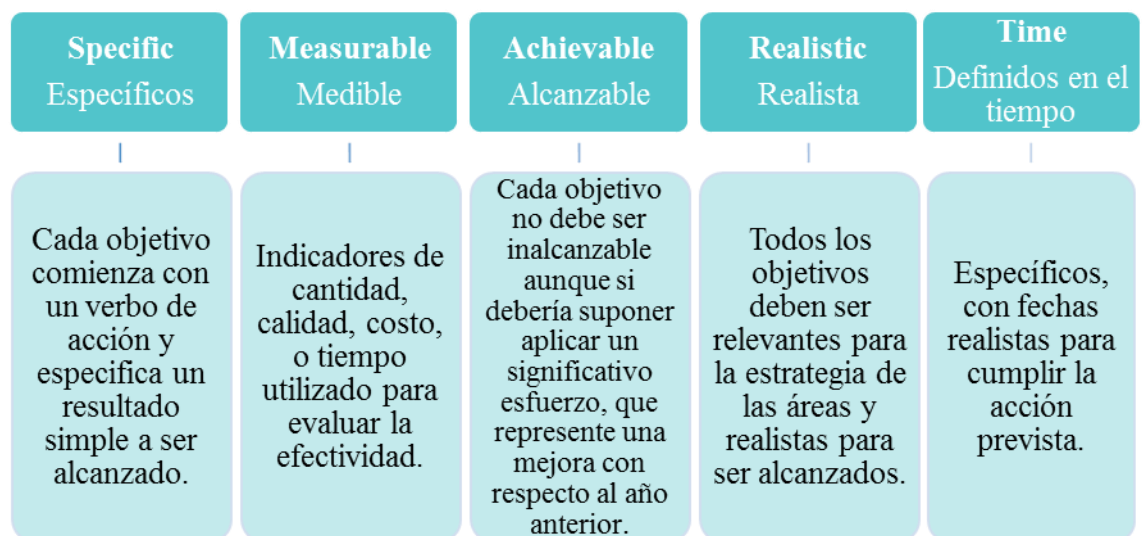 Specific
Específicos
Measurable
Medible
Achievable
Alcanzable
Realistic
Realista
Time
Definidos en el
tiempo
Cada objetivo
comienza con
un verbo de
acción y
especifica un
resultado
simple a ser
alcanzado.
Indicadores de
cantidad,
calidad, costo,
o tiempo
utilizado para
evaluar la
efectividad.
Cada objetivo
no debe ser
inalcanzable
aunque si
debería suponer
aplicar un
significativo
esfuerzo, que
represente una
mejora con
respecto al año
anterior.
Todos los
objetivos
deben ser
relevantes para
la estrategia de
las áreas y
realistas para
ser alcanzados.
Específicos,
con fechas
realistas para
cumplir la
acción
prevista.